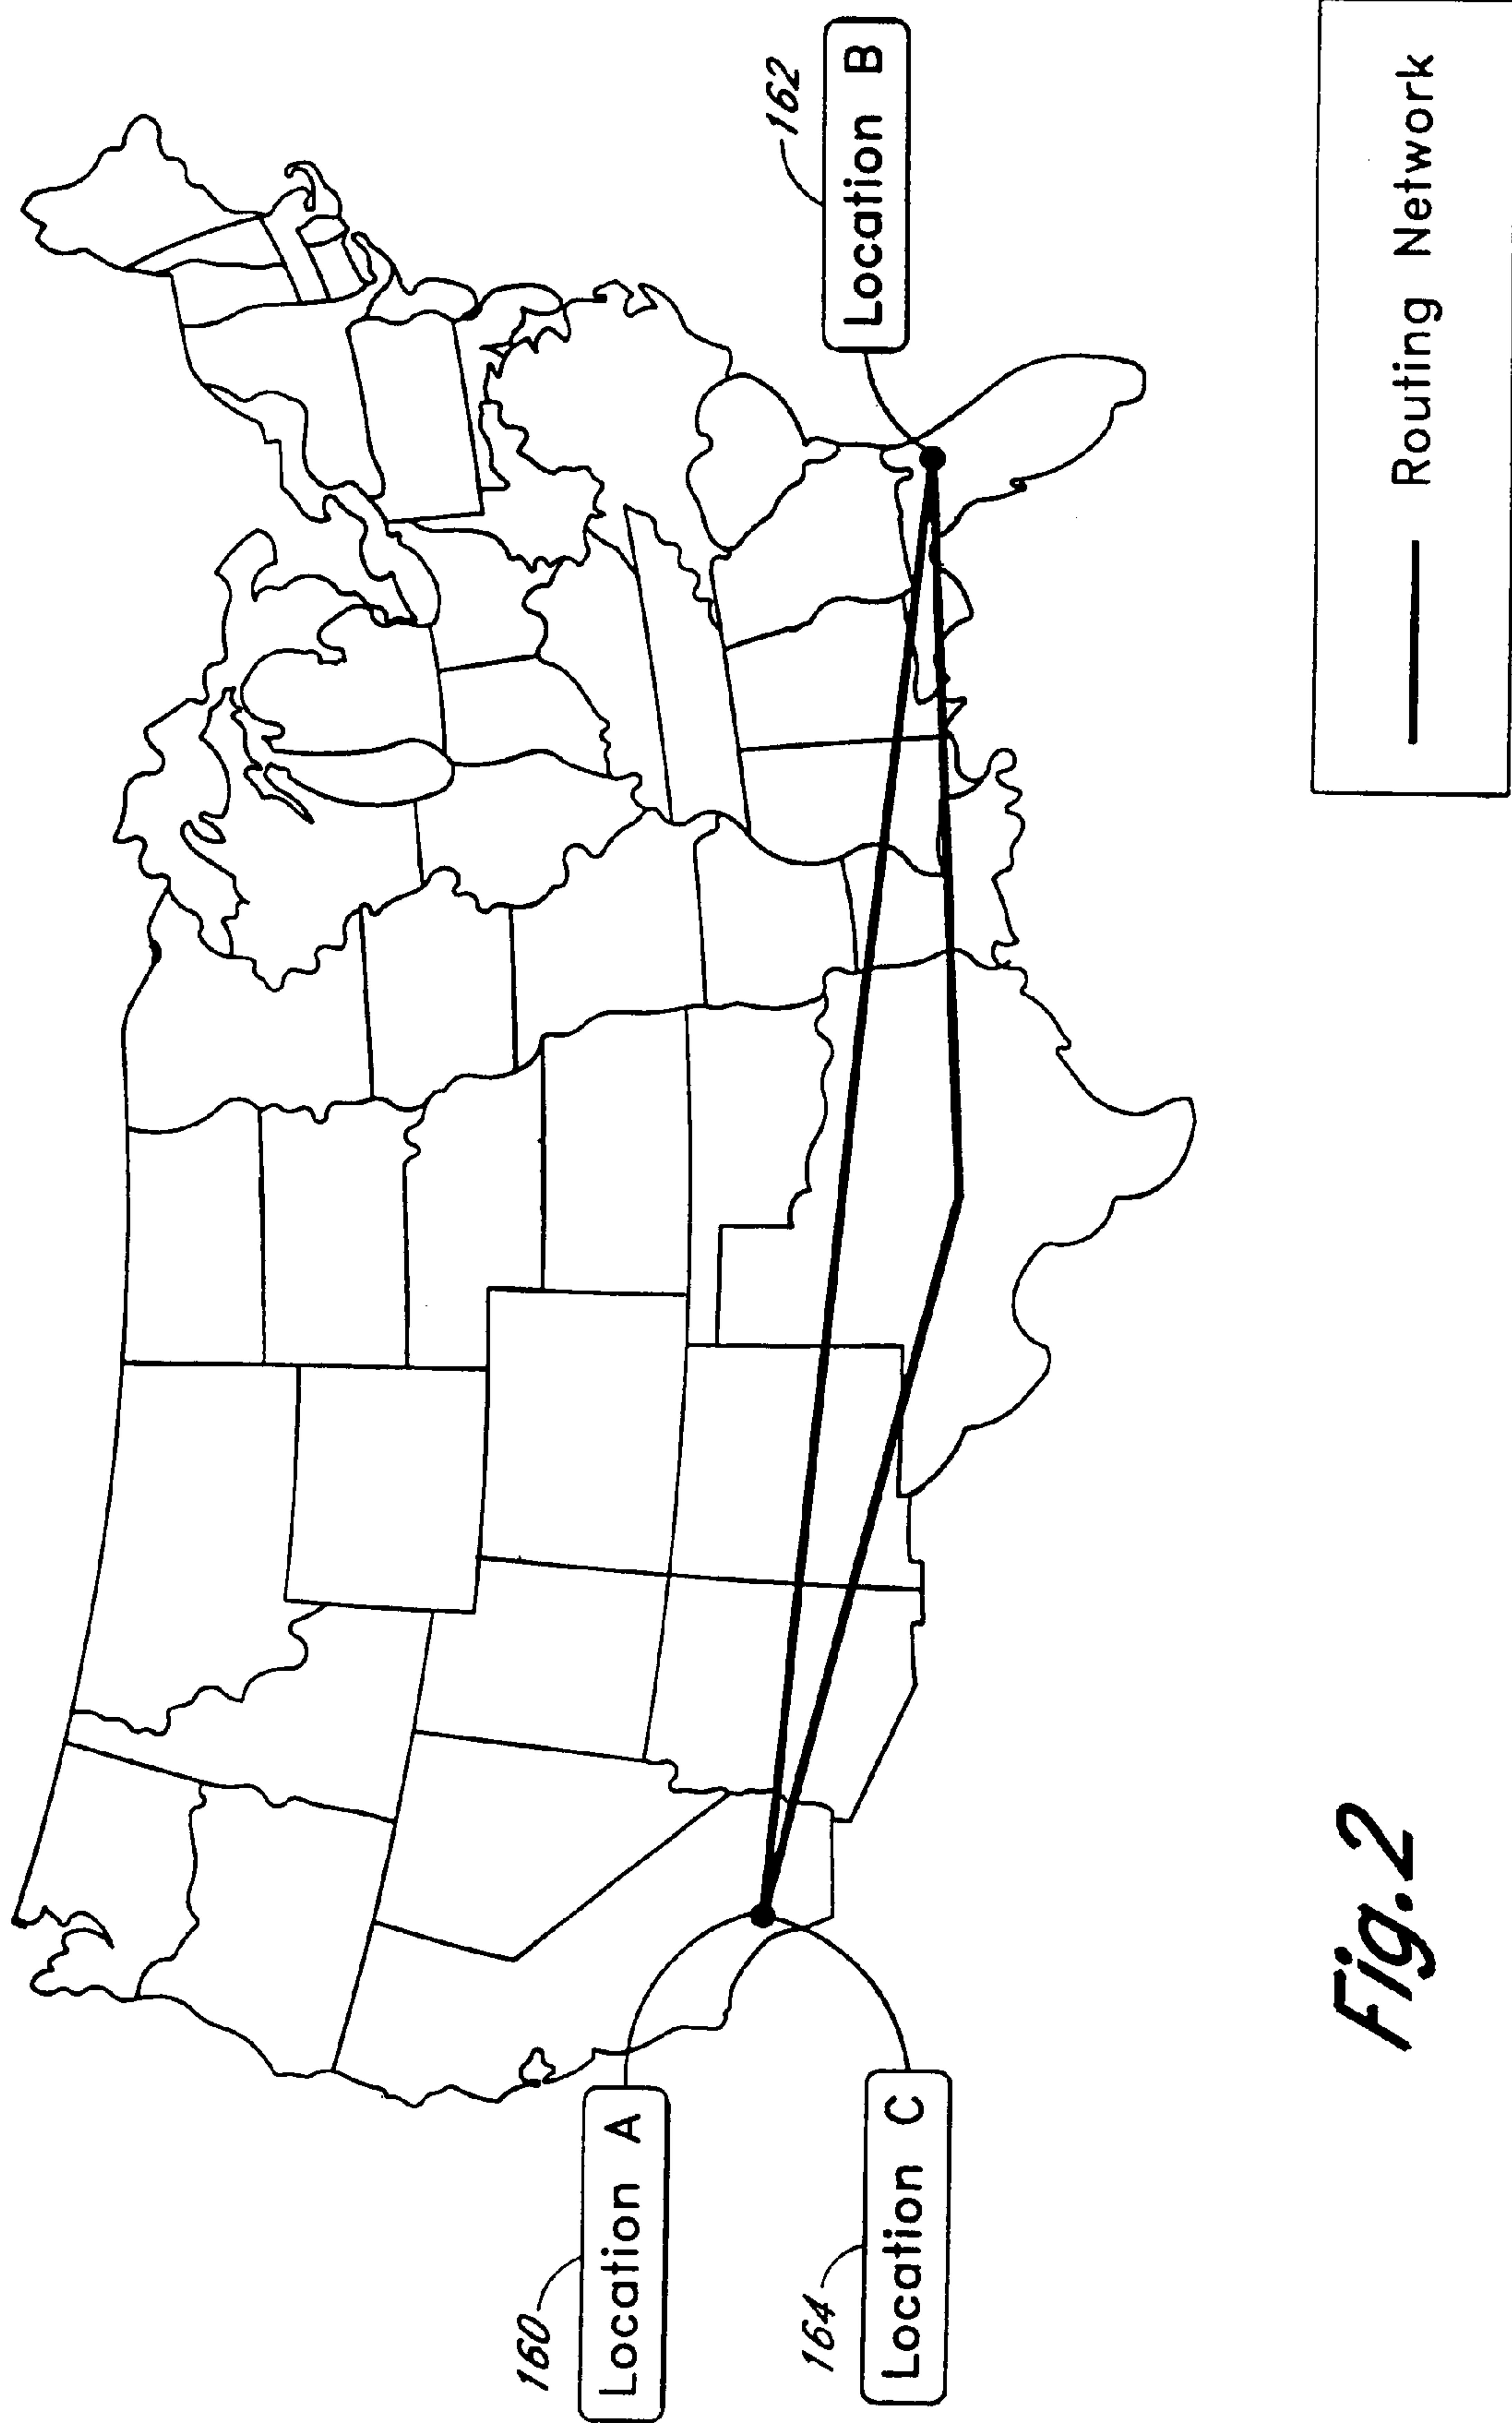 160
Location A
164
Location C
162
Location B
Routing Network
Fig.2